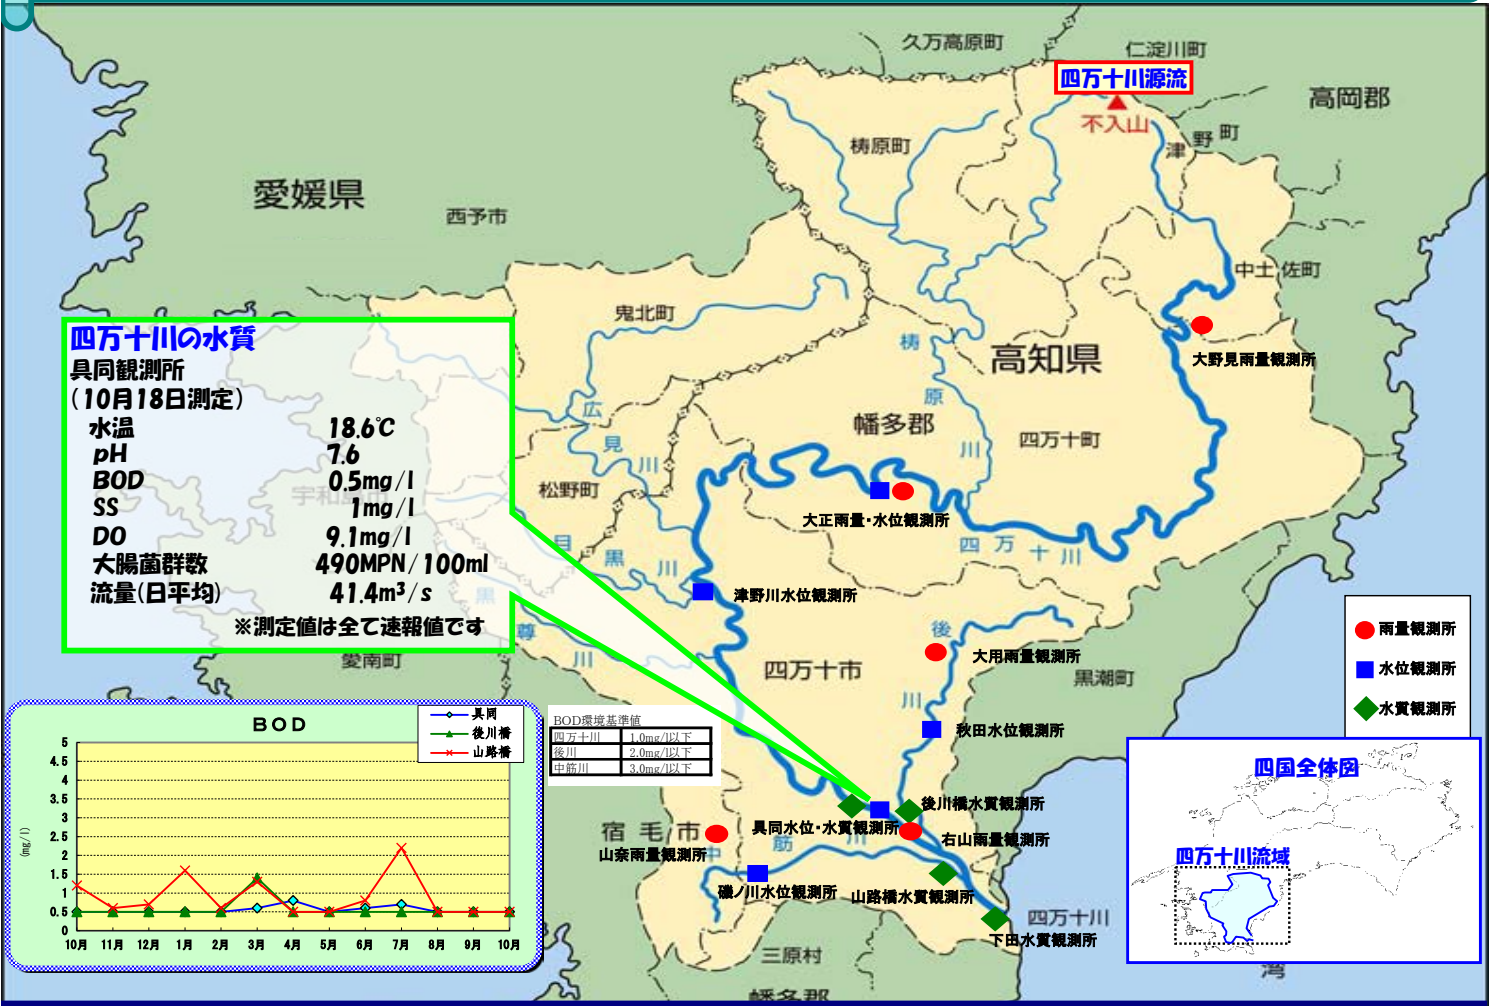 久万高原町
仁淀川町
四万十川源流
不入山
高岡郡
津野町
梼原町
愛媛県
西予市
中土佐町
鬼北町
大野見雨量観測所
高知県
梼原川
幡多郡
四万十町
広見川
松野町
宇和島市
大正雨量・水位観測所
四万十川
目黒川
津野川水位観測所
黒尊川
愛南町
四万十市
後川
大用雨量観測所
黒潮町
秋田水位観測所
四万十川の水質
具同観測所
(10月18日測定)
水温 18.6℃
pH 7.6
BOD 0.5mg/l
SS 1mg/l
DO 9.1mg/l
大腸菌群数 490MPN/100ml
流量(日平均) 41.4m³/s
※測定値は全て速報値です
雨量観測所
水位観測所
水質観測所
BOD
具同
後川橋
山路橋
(mg/l)
5
4.5
4
3.5
3
2.5
2
1.5
1
0.5
0
10月 11月 12月 1月 2月 3月 4月 5月 6月 7月 8月 9月 10月
BOD環境基準値
四万十川 1.0mg/l以下
後川 2.0mg/l以下
中筋川 3.0mg/l以下
宿毛市
山奈雨量観測所
中筋川
具同水位・水質観測所
後川橋水質観測所
右山雨量観測所
磯ノ川水位観測所
山路橋水質観測所
四万十川
下田水質観測所
三原村
幡多郡
四国全体図
四万十川流域
湾